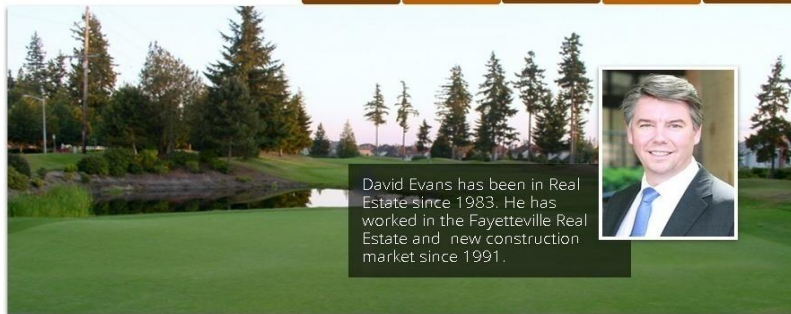 David Evans has been in Real
Estate since 1983. He has
worked in the Fayetteville Real
Estate and new construction
market since 1991.